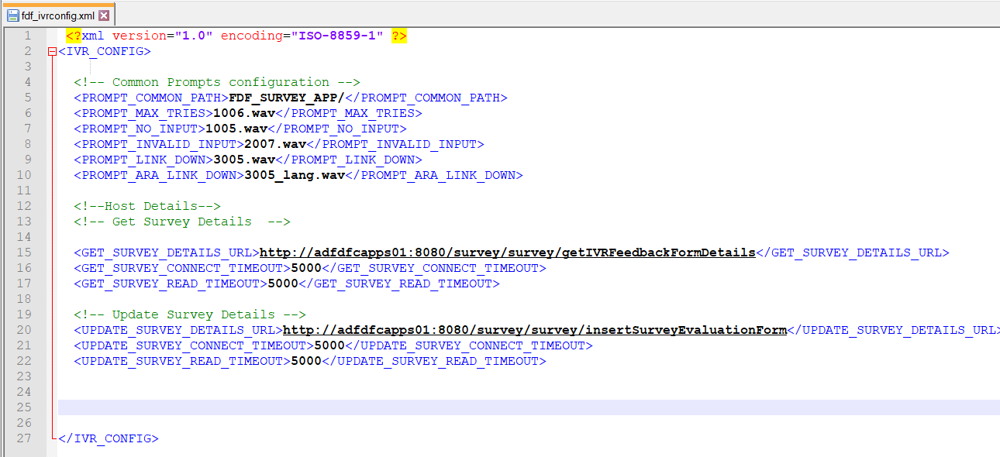 fdf_ivrconfig.xml
1 <?xml version="1.0" encoding="ISO-8859-1" ?>
2 <IVR_CONFIG>
3
4 <!-- Common Prompts configuration -->
5 <PROMPT_COMMON_PATH>FDF_SURVEY_APP/</PROMPT_COMMON_PATH>
6 <PROMPT_MAX_TRIES>1006.wav</PROMPT_MAX_TRIES>
7 <PROMPT_NO_INPUT>1005.wav</PROMPT_NO_INPUT>
8 <PROMPT_INVALID_INPUT>2007.wav</PROMPT_INVALID_INPUT>
9 <PROMPT_LINK_DOWN>3005.wav</PROMPT_LINK_DOWN>
10 <PROMPT_ARA_LINK_DOWN>3005_lang.wav</PROMPT_ARA_LINK_DOWN>
11
12 <!--Host Details-->
13 <!-- Get Survey Details  -->
14
15 <GET_SURVEY_DETAILS_URL>http://adfdfcapps01:8080/survey/survey/getIVRFeedbackFormDetails</GET_SURVEY_DETAILS_URL>
16 <GET_SURVEY_CONNECT_TIMEOUT>5000</GET_SURVEY_CONNECT_TIMEOUT>
17 <GET_SURVEY_READ_TIMEOUT>5000</GET_SURVEY_READ_TIMEOUT>
18
19 <!-- Update Survey Details -->
20 <UPDATE_SURVEY_DETAILS_URL>http://adfdfcapps01:8080/survey/survey/insertSurveyEvaluationForm</UPDATE_SURVEY_DETAILS_URL>
21 <UPDATE_SURVEY_CONNECT_TIMEOUT>5000</UPDATE_SURVEY_CONNECT_TIMEOUT>
22 <UPDATE_SURVEY_READ_TIMEOUT>5000</UPDATE_SURVEY_READ_TIMEOUT>
23
24
25
26
27 </IVR_CONFIG>